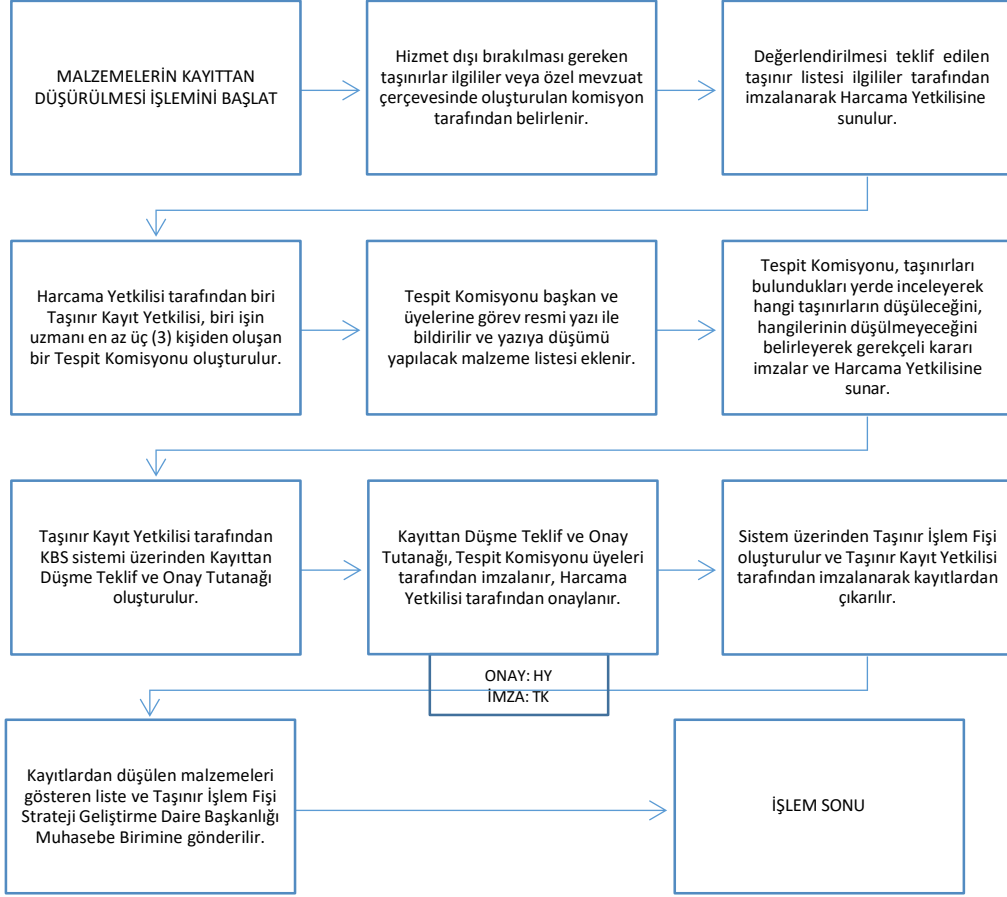 MALZEMELERİN KAYITTAN
DÜŞÜRÜLMESİ İŞLEMİNİ BAŞLAT
Hizmet dışı bırakılması gereken
taşınırlar ilgililer veya özel mevzuat
çerçevesinde oluşturulan komisyon
tarafından belirlenir.
Değerlendirilmesi teklif edilen
taşınır listesi ilgililer tarafından
imzalanarak Harcama Yetkilisine
sunulur.
Harcama Yetkilisi tarafından biri
Taşınır Kayıt Yetkilisi, biri işin
uzmanı en az üç (3) kişiden oluşan
bir Tespit Komisyonu oluşturulur.
Tespit Komisyonu başkan ve
üyelerine görev resmi yazı ile
bildirilir ve yazıya düşümü
yapılacak malzeme listesi eklenir.
Tespit Komisyonu, taşınırları
bulundukları yerde inceleyerek
hangi taşınırların düşüleceğini,
hangilerinin düşülmeyeceğini
belirleyerek gerekçeli kararı
imzalar ve Harcama Yetkilisine
sunar.
Taşınır Kayıt Yetkilisi tarafından
KBS sistemi üzerinden Kayıttan
Düşme Teklif ve Onay Tutanağı
oluşturulur.
Kayıttan Düşme Teklif ve Onay
Tutanağı, Tespit Komisyonu üyeleri
tarafından imzalanır, Harcama
Yetkilisi tarafından onaylanır.
Sistem üzerinden Taşınır İşlem Fişi
oluşturulur ve Taşınır Kayıt Yetkilisi
tarafından imzalanarak kayıtlardan
çıkarılır.
ONAY: HY
İMZA: TK
Kayıtlardan düşülen malzemeleri
gösteren liste ve Taşınır İşlem Fişi
Strateji Geliştirme Daire Başkanlığı
Muhasebe Birimine gönderilir.
İŞLEM SONU